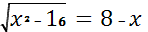 √x² - 16 = 8 - x